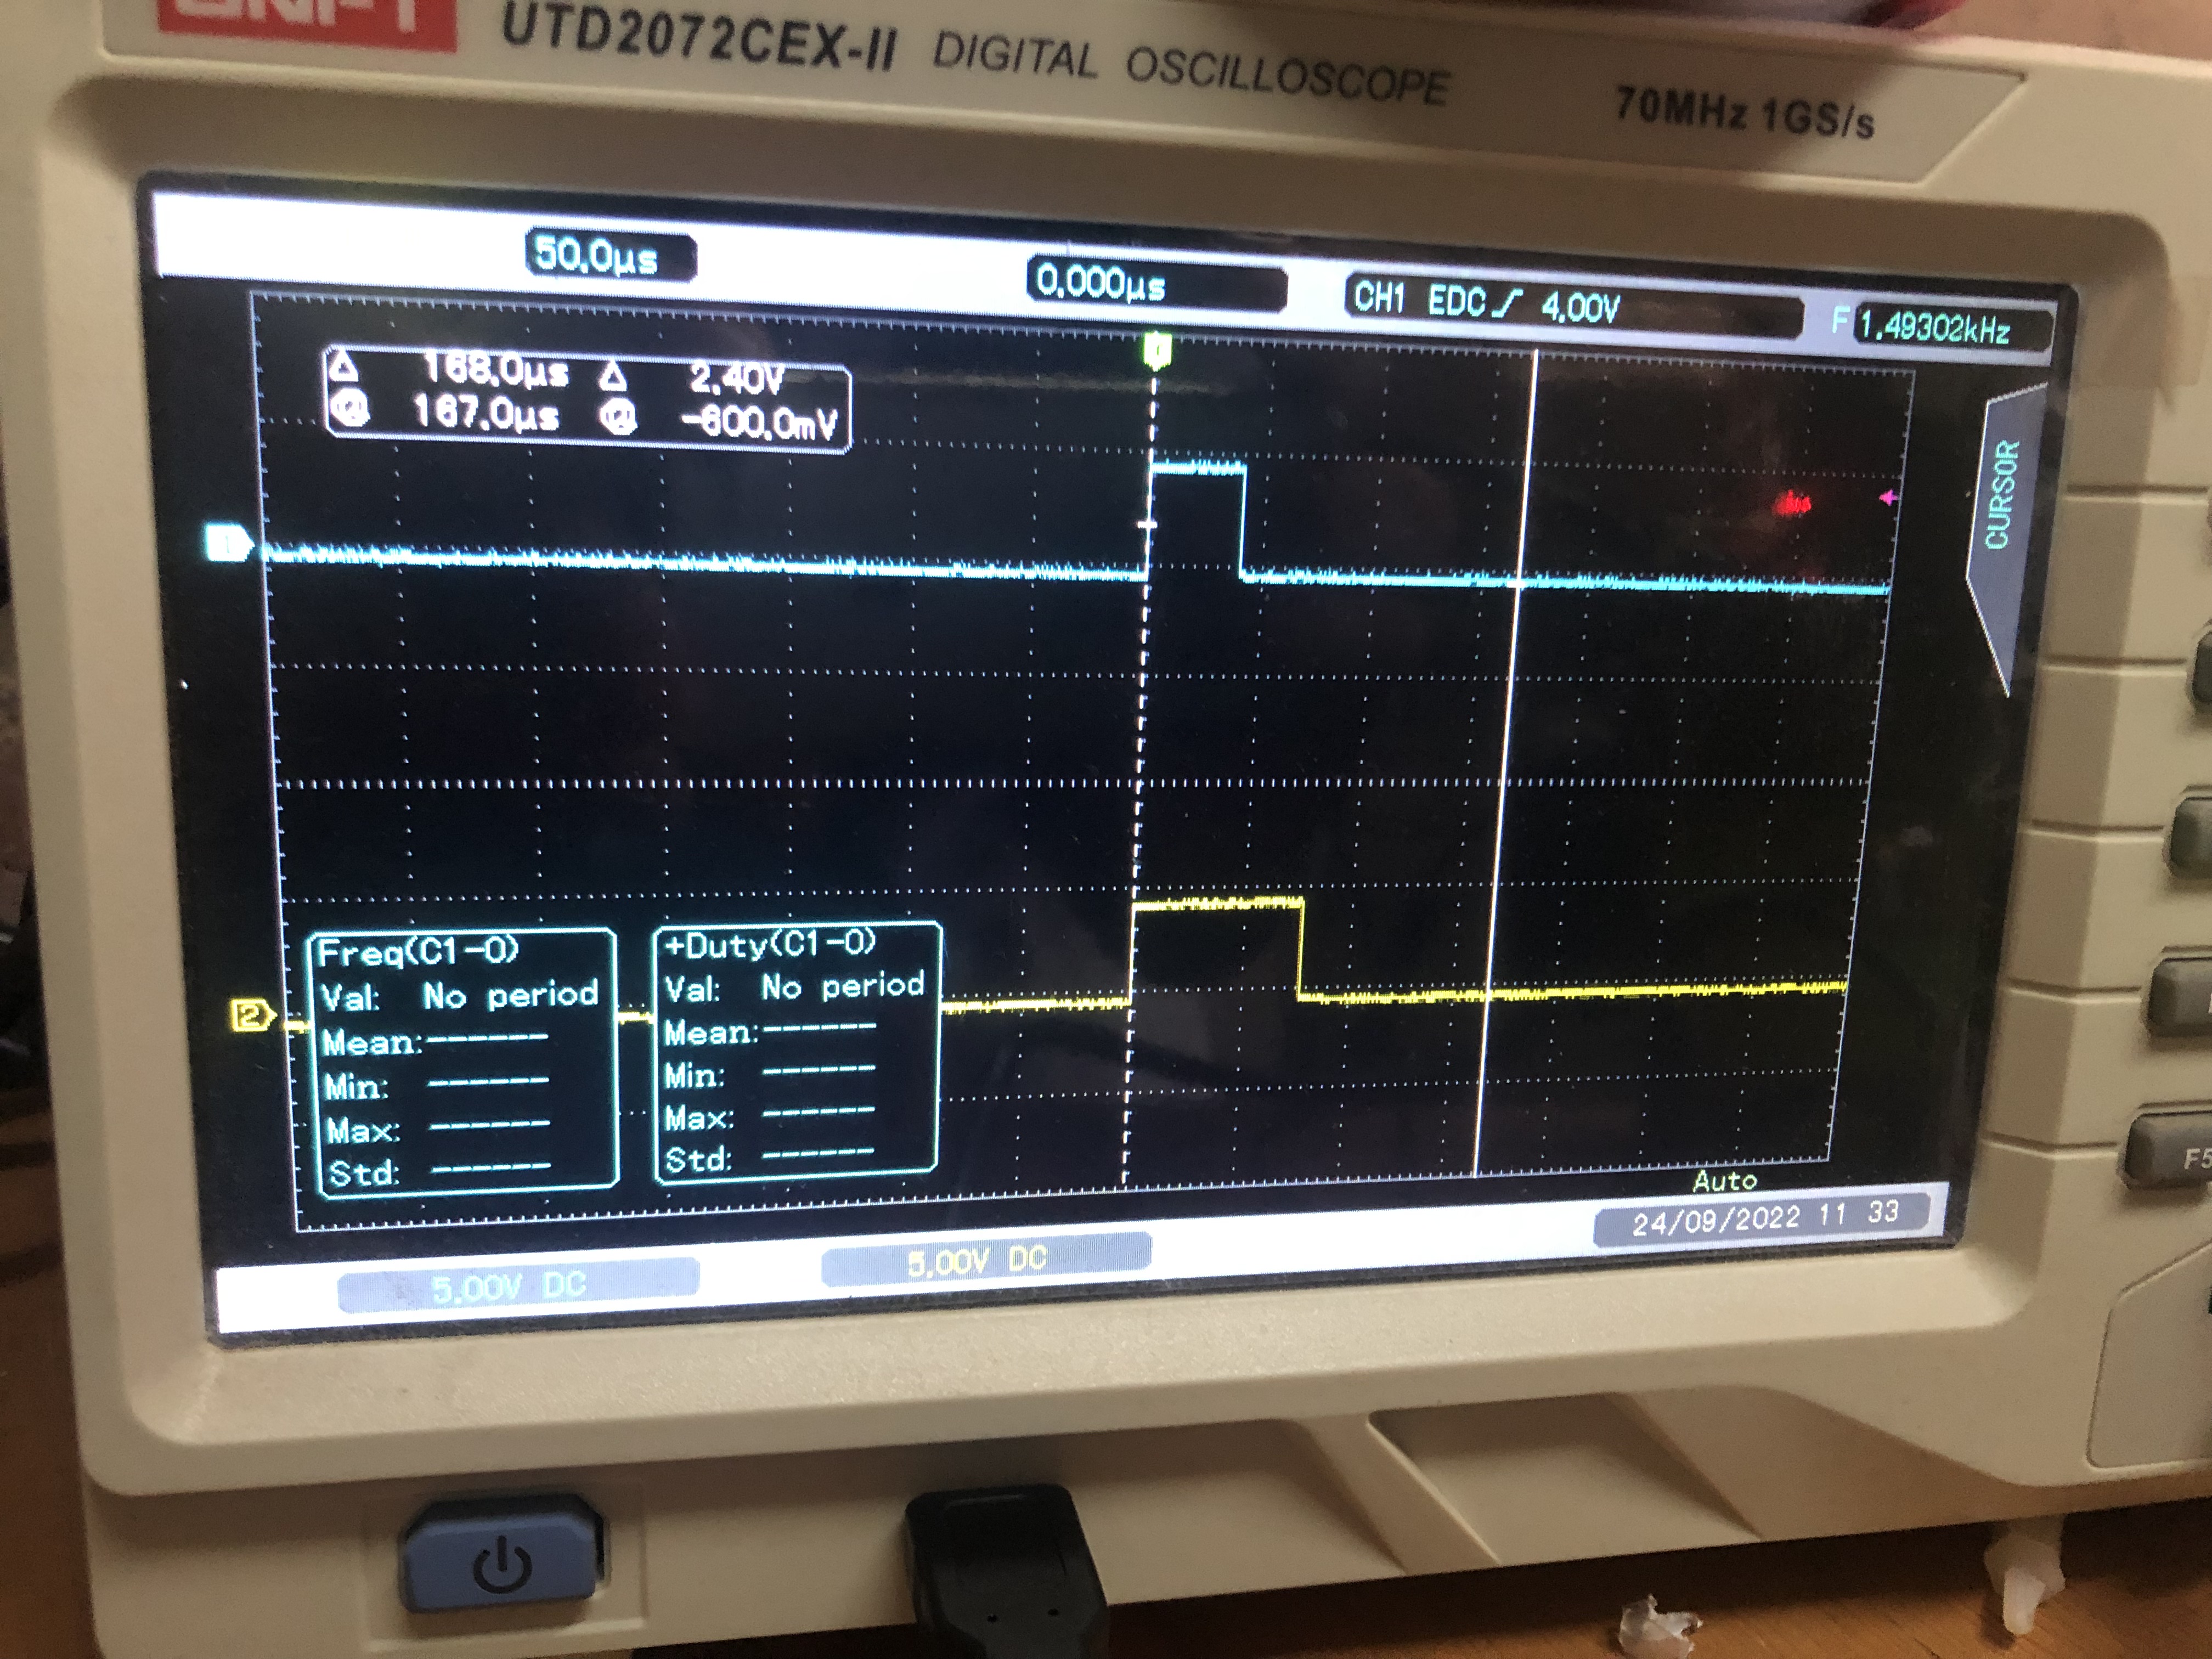 UNI-T
UTD2072CEX-II DIGITAL OSCILLOSCOPE
70MHz 1GS/s
50.0µs
0.000µs
CH1 EDC 4.00V
F 1.49302kHz
Δ 168.0µs Δ 2.40V
@ 167.0µs @ -600.0mV
CURSOR
1
2
Freq(C1-0)
Val: No period
Mean:------
Min: ------
Max: ------
Std: ------
+Duty(C1-0)
Val: No period
Mean:------
Min: ------
Max: ------
Std: ------
Auto
5.00V DC
5.00V DC
24/09/2022 11 33
F5